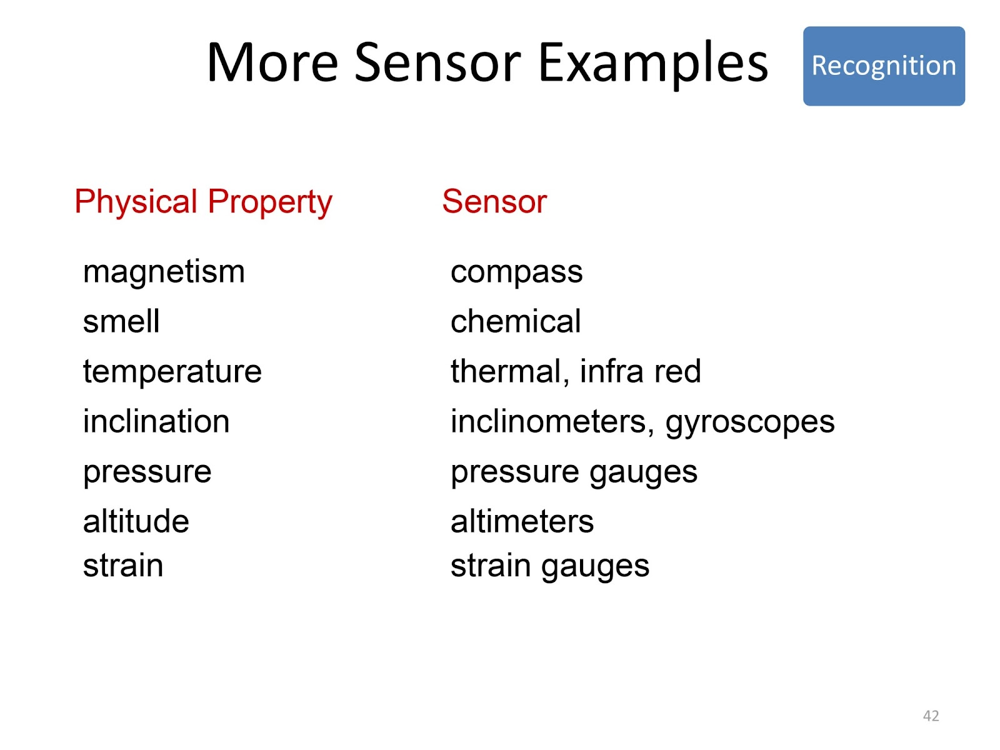 More Sensor Examples
Recognition
Physical Property Sensor
magnetism compass
smell chemical
temperature thermal, infra red
inclination inclinometers, gyroscopes
pressure pressure gauges
altitude altimeters
strain strain gauges
42